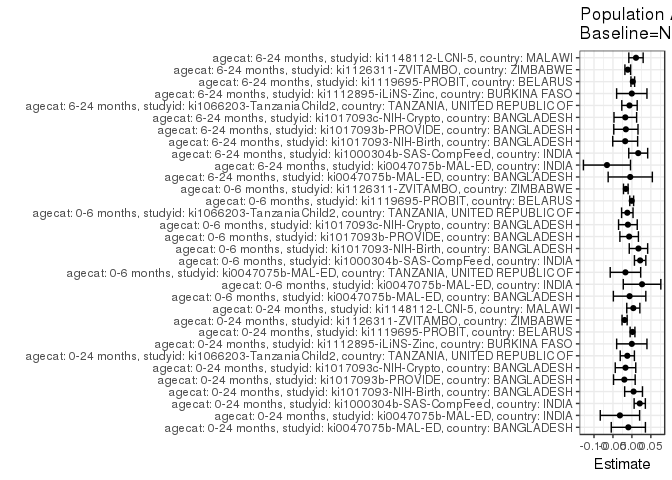 Population A
Baseline=N
agecat: 6-24 months, studyid: ki1148112-LCNI-5, country: MALAWI
agecat: 6-24 months, studyid: ki1126311-ZVITAMBO, country: ZIMBABWE
agecat: 6-24 months, studyid: ki1119695-PROBIT, country: BELARUS
agecat: 6-24 months, studyid: ki1112895-iLiNS-Zinc, country: BURKINA FASO
agecat: 6-24 months, studyid: ki1066203-TanzaniaChild2, country: TANZANIA, UNITED REPUBLIC OF
agecat: 6-24 months, studyid: ki1017093c-NIH-Crypto, country: BANGLADESH
agecat: 6-24 months, studyid: ki1017093b-PROVIDE, country: BANGLADESH
agecat: 6-24 months, studyid: ki1017093-NIH-Birth, country: BANGLADESH
agecat: 6-24 months, studyid: ki1000304b-SAS-CompFeed, country: INDIA
agecat: 6-24 months, studyid: ki0047075b-MAL-ED, country: INDIA
agecat: 6-24 months, studyid: ki0047075b-MAL-ED, country: BANGLADESH
agecat: 0-6 months, studyid: ki1126311-ZVITAMBO, country: ZIMBABWE
agecat: 0-6 months, studyid: ki1119695-PROBIT, country: BELARUS
agecat: 0-6 months, studyid: ki1066203-TanzaniaChild2, country: TANZANIA, UNITED REPUBLIC OF
agecat: 0-6 months, studyid: ki1017093c-NIH-Crypto, country: BANGLADESH
agecat: 0-6 months, studyid: ki1017093b-PROVIDE, country: BANGLADESH
agecat: 0-6 months, studyid: ki1017093-NIH-Birth, country: BANGLADESH
agecat: 0-6 months, studyid: ki1000304b-SAS-CompFeed, country: INDIA
agecat: 0-6 months, studyid: ki0047075b-MAL-ED, country: TANZANIA, UNITED REPUBLIC OF
agecat: 0-6 months, studyid: ki0047075b-MAL-ED, country: INDIA
agecat: 0-6 months, studyid: ki0047075b-MAL-ED, country: BANGLADESH
agecat: 0-24 months, studyid: ki1148112-LCNI-5, country: MALAWI
agecat: 0-24 months, studyid: ki1126311-ZVITAMBO, country: ZIMBABWE
agecat: 0-24 months, studyid: ki1119695-PROBIT, country: BELARUS
agecat: 0-24 months, studyid: ki1112895-iLiNS-Zinc, country: BURKINA FASO
agecat: 0-24 months, studyid: ki1066203-TanzaniaChild2, country: TANZANIA, UNITED REPUBLIC OF
agecat: 0-24 months, studyid: ki1017093c-NIH-Crypto, country: BANGLADESH
agecat: 0-24 months, studyid: ki1017093b-PROVIDE, country: BANGLADESH
agecat: 0-24 months, studyid: ki1017093-NIH-Birth, country: BANGLADESH
agecat: 0-24 months, studyid: ki1000304b-SAS-CompFeed, country: INDIA
agecat: 0-24 months, studyid: ki0047075b-MAL-ED, country: INDIA
agecat: 0-24 months, studyid: ki0047075b-MAL-ED, country: BANGLADESH
-0.10 -0.05 0.00 0.05
Estimate